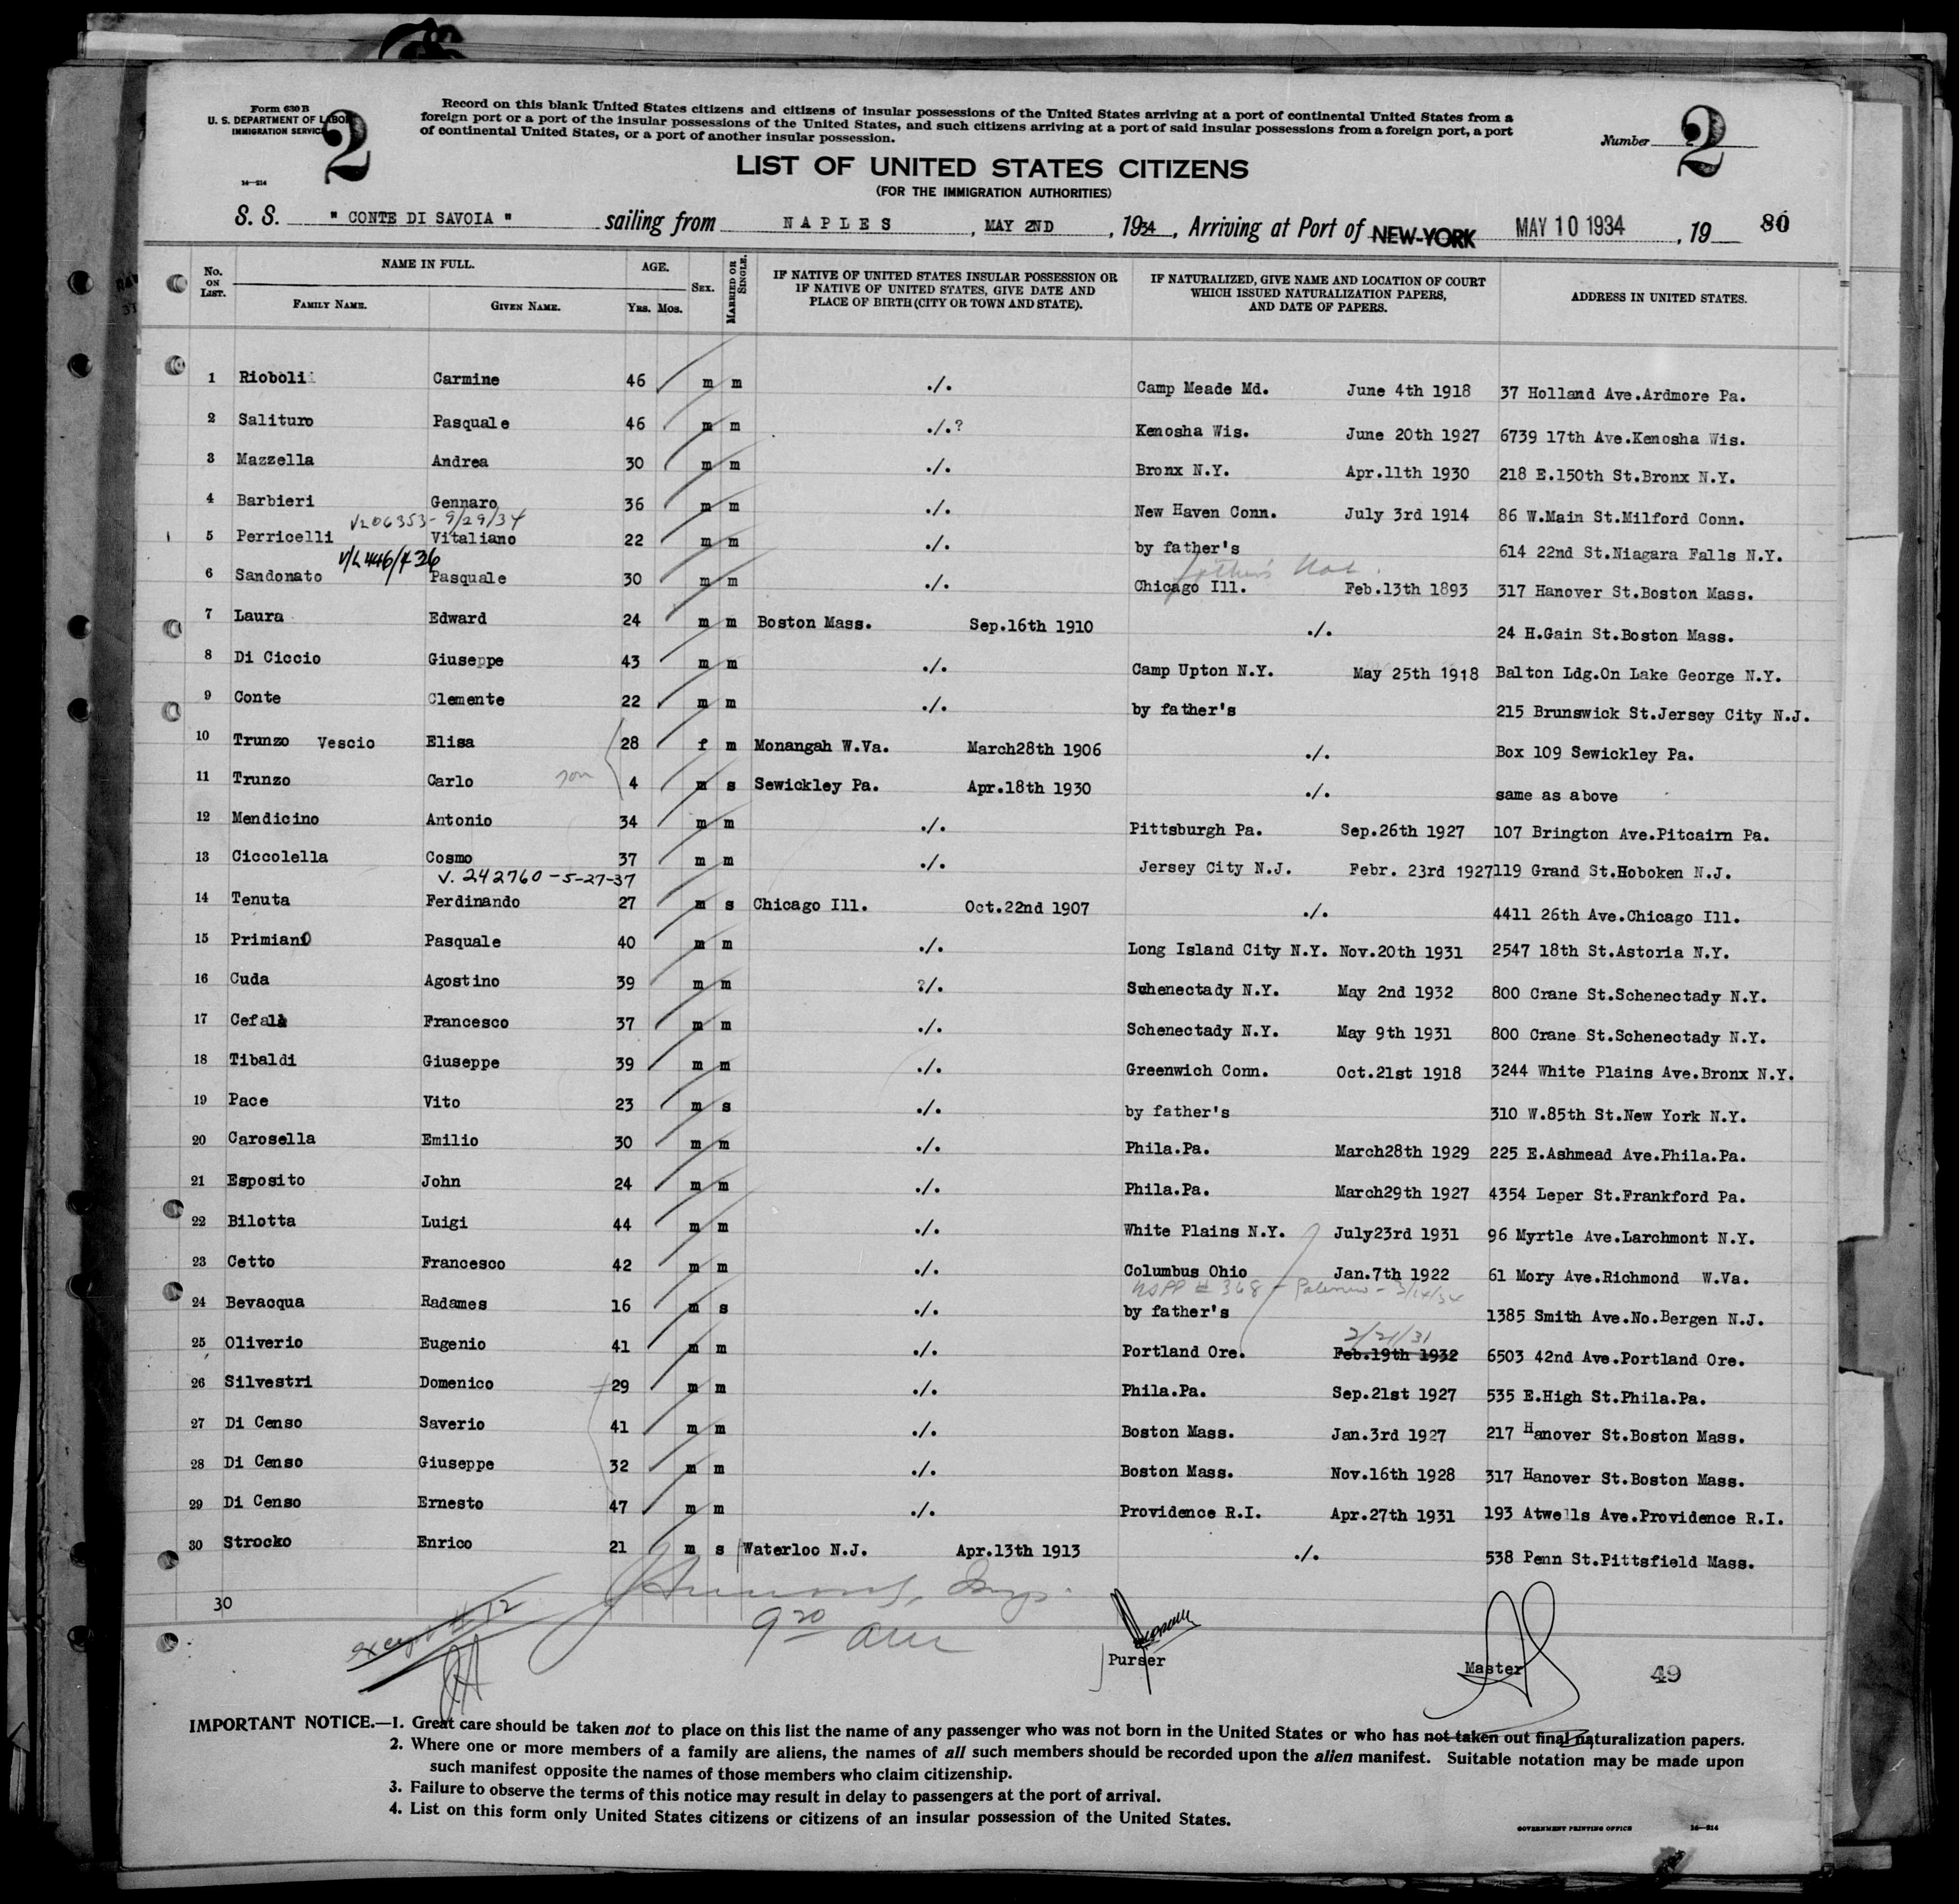 Form 630 B
U. S. DEPARTMENT OF LABOR
IMMIGRATION SERVICE
2
Record on this blank United States citizens and citizens of insular possessions of the United States arriving at a port of continental United States from a
foreign port or a port of the insular possessions of the United States, and such citizens arriving at a port of said insular possessions from a foreign port, a port
of continental United States, or a port of another insular possession.
Number 2
14—214
LIST OF UNITED STATES CITIZENS
(FOR THE IMMIGRATION AUTHORITIES)
S. S. " CONTE DI SAVOIA " sailing from NAPLES , MAY 2ND , 1934 , Arriving at Port of NEW-YORK MAY 10 1934 , 19 80
No. ON LIST. NAME IN FULL. FAMILY NAME. GIVEN NAME. AGE. YRS. MOS. SEX. MARRIED OR SINGLE. IF NATIVE OF UNITED STATES INSULAR POSSESSION OR IF NATIVE OF UNITED STATES, GIVE DATE AND PLACE OF BIRTH (CITY OR TOWN AND STATE). IF NATURALIZED, GIVE NAME AND LOCATION OF COURT WHICH ISSUED NATURALIZATION PAPERS, AND DATE OF PAPERS. ADDRESS IN UNITED STATES.
1 Rioboli Carmine 46 m m ./. Camp Meade Md. June 4th 1918 37 Holland Ave.Ardmore Pa.
2 Salituro Pasquale 46 m m ./.? Kenosha Wis. June 20th 1927 6739 17th Ave.Kenosha Wis.
3 Mazzella Andrea 30 m m ./. Bronx N.Y. Apr.11th 1930 218 E.150th St.Bronx N.Y.
4 Barbieri Gennaro 36 m m ./. New Haven Conn. July 3rd 1914 86 W.Main St.Milford Conn.
V206353- 9/29/34
5 Perricelli Vitaliano 22 m m ./. by father's 614 22nd St.Niagara Falls N.Y.
father's Nat.
6 Sandonato Pasquale 30 m m ./. Chicago Ill. Feb.13th 1893 317 Hanover St.Boston Mass.
7 Laura Edward 24 m m Boston Mass. Sep.16th 1910 ./. 24 H.Gain St.Boston Mass.
8 Di Ciccio Giuseppe 43 m m ./. Camp Upton N.Y. May 25th 1918 Balton Ldg.On Lake George N.Y.
9 Conte Clemente 22 m m ./. by father's 215 Brunswick St.Jersey City N.J.
10 Trunzo Vescio Elisa 28 f m Monangah W.Va. March28th 1906 ./. Box 109 Sewickley Pa.
11 Trunzo Carlo son 4 m s Sewickley Pa. Apr.18th 1930 ./. same as above
12 Mendicino Antonio 34 m m ./. Pittsburgh Pa. Sep.26th 1927 107 Brington Ave.Pitcairn Pa.
13 Ciccolella Cosmo 37 m m ./. Jersey City N.J. Febr. 23rd 1927 119 Grand St.Hoboken N.J.
V. 242760 -5-27-37
14 Tenuta Ferdinando 27 m s Chicago Ill. Oct.22nd 1907 ./. 4411 26th Ave.Chicago Ill.
15 Primiano Pasquale 40 m m ./. Long Island City N.Y. Nov.20th 1931 2547 18th St.Astoria N.Y.
16 Cuda Agostino 39 m m ?/. Schenectady N.Y. May 2nd 1932 800 Crane St.Schenectady N.Y.
17 Cefala Francesco 37 m m ./. Schenectady N.Y. May 9th 1931 800 Crane St.Schenectady N.Y.
18 Tibaldi Giuseppe 39 m m ./. Greenwich Conn. Oct.21st 1918 3244 White Plains Ave.Bronx N.Y.
19 Pace Vito 23 m s ./. by father's 310 W.85th St.New York N.Y.
20 Carosella Emilio 30 m m ./. Phila.Pa. March28th 1929 225 E.Ashmead Ave.Phila.Pa.
21 Esposito John 24 m m ./. Phila.Pa. March29th 1927 4354 Leper St.Frankford Pa.
22 Bilotta Luigi 44 m m ./. White Plains N.Y. July23rd 1931 96 Myrtle Ave.Larchmont N.Y.
23 Cetto Francesco 42 m m ./. Columbus Ohio Jan.7th 1922 61 Mory Ave.Richmond W.Va.
# 368 - Palermo -
24 Bevacqua Radames 16 m s ./. by father's 1385 Smith Ave.No.Bergen N.J.
2/21/31
25 Oliverio Eugenio 41 m m ./. Portland Ore. Feb.19th 1932 6503 42nd Ave.Portland Ore.
26 Silvestri Domenico 29 m m ./. Phila.Pa. Sep.21st 1927 535 E.High St.Phila.Pa.
27 Di Censo Saverio 41 m m ./. Boston Mass. Jan.3rd 1927 217 Hanover St.Boston Mass.
28 Di Censo Giuseppe 32 m m ./. Boston Mass. Nov.16th 1928 317 Hanover St.Boston Mass.
29 Di Censo Ernesto 47 m m ./. Providence R.I. Apr.27th 1931 193 Atwells Ave.Providence R.I.
30 Strocko Enrico 21 m s Waterloo N.J. Apr.13th 1913 ./. 538 Penn St.Pittsfield Mass.
30
except # 12
9 20 am
Purser
Master
49
IMPORTANT NOTICE.—1. Great care should be taken not to place on this list the name of any passenger who was not born in the United States or who has not taken out final naturalization papers.
2. Where one or more members of a family are aliens, the names of all such members should be recorded upon the alien manifest. Suitable notation may be made upon
such manifest opposite the names of those members who claim citizenship.
3. Failure to observe the terms of this notice may result in delay to passengers at the port of arrival.
4. List on this form only United States citizens or citizens of an insular possession of the United States.
GOVERNMENT PRINTING OFFICE 14—214